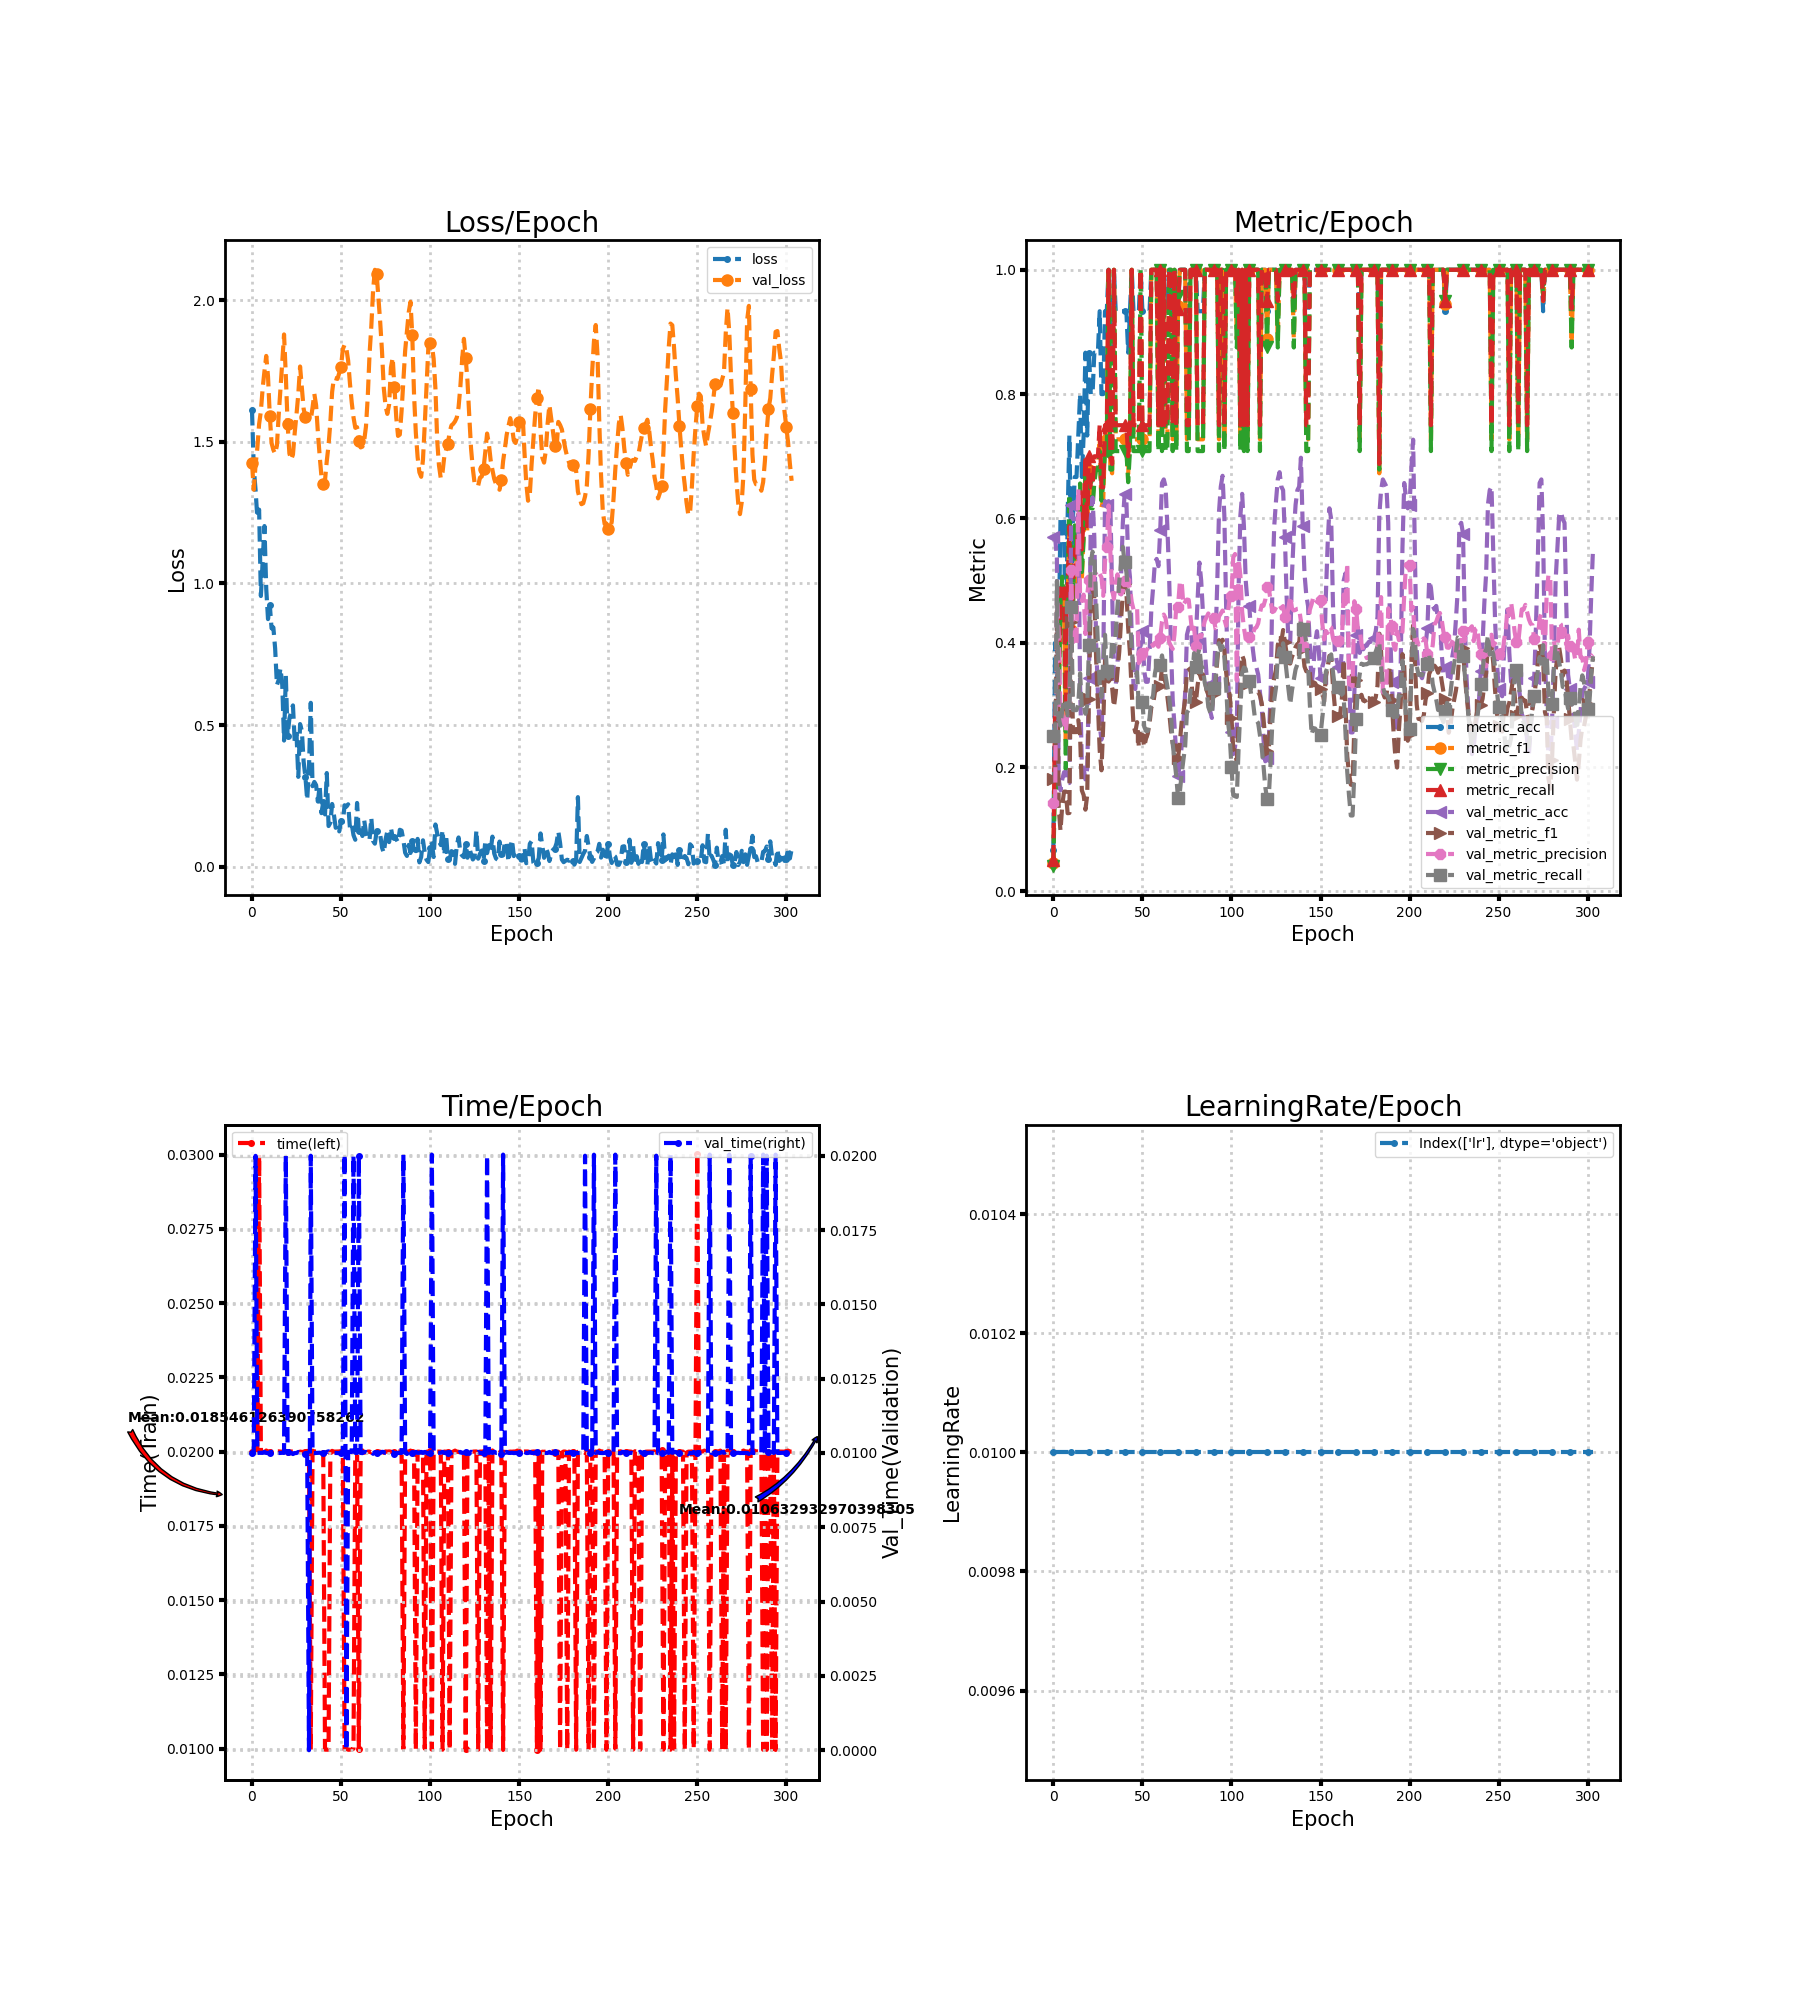 Loss/Epoch
loss
val_loss
2.0
1.5
1.0
0.5
0.0
Loss
0 50 100 150 200 250 300
Epoch
Metric/Epoch
1.0
0.8
0.6
0.4
0.2
0.0
Metric
metric_acc
metric_f1
metric_precision
metric_recall
val_metric_acc
val_metric_f1
val_metric_precision
val_metric_recall
0 50 100 150 200 250 300
Epoch
Time/Epoch
time(left)
val_time(right)
0.0300
0.0275
0.0250
0.0225
0.0200
0.0175
0.0150
0.0125
0.0100
Time(Train)
0.0200
0.0175
0.0150
0.0125
0.0100
0.0075
0.0050
0.0025
0.0000
Val_Time(Validation)
Mean:0.010632932970398305
0 50 100 150 200 250 300
Epoch
LearningRate/Epoch
Index(['lr'], dtype='object')
0.0104
0.0102
0.0100
0.0098
0.0096
LearningRate
0 50 100 150 200 250 300
Epoch